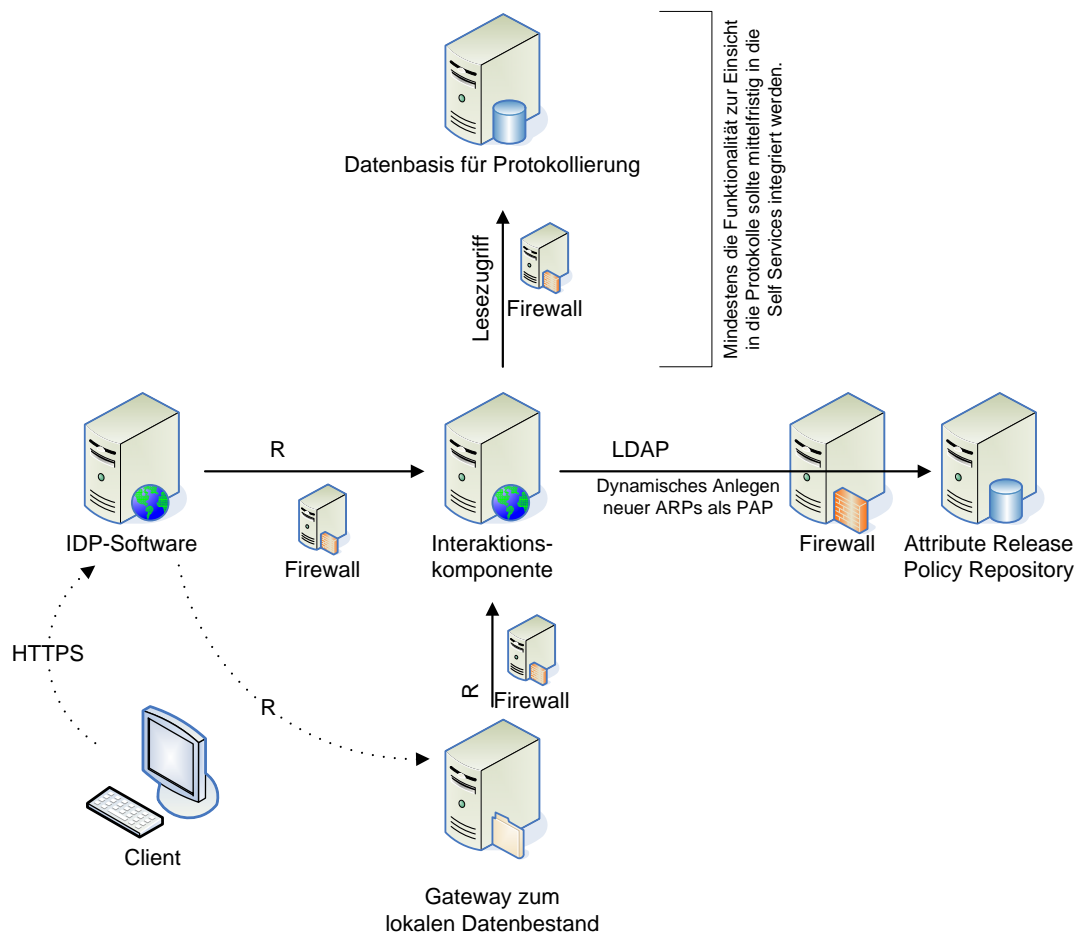 Datenbasis für Protokollierung
Mindestens die Funktionalität zur Einsicht
in die Protokolle sollte mittelfristig in die
Self Services integriert werden.
Lesezugriff
Firewall
IDP-Software
R
Firewall
Interaktions-
komponente
LDAP
Dynamisches Anlegen
neuer ARPs als PAP
Firewall
Attribute Release
Policy Repository
HTTPS
R
R
Firewall
Client
Gateway zum
lokalen Datenbestand